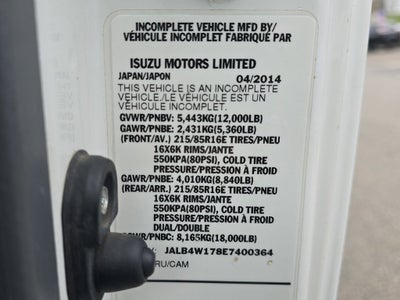 INCOMPLETE VEHICLE MFD BY/
VÉHICULE INCOMPLET FABRIQUÉ PAR
ISUZU MOTORS LIMITED
JAPAN/JAPON 04/2014
THIS VEHICLE IS AN INCOMPLETE
VEHICLE./LE VÉHICULE EST UN
VÉHICULE INCOMPLET.
GVWR/PNBV: 5,443KG(12,000LB)
GAWR/PNBE: 2,431KG(5,360LB)
(FRONT/AV.) 215/85R16E TIRES/PNEU
16X6K RIMS/JANTE
550KPA(80PSI), COLD TIRE
PRESSURE/PRESSION À FROID
GAWR/PNBE: 4,010KG(8,840LB)
(REAR/ARR.) 215/85R16E TIRES/PNEU
16X6K RIMS/JANTE
550KPA(80PSI), COLD TIRE
PRESSURE/PRESSION À FROID
DUAL/DOUBLE
GCWR/PNBC: 8,165KG(18,000LB)
JALB4W178E7400364
RU/CAM